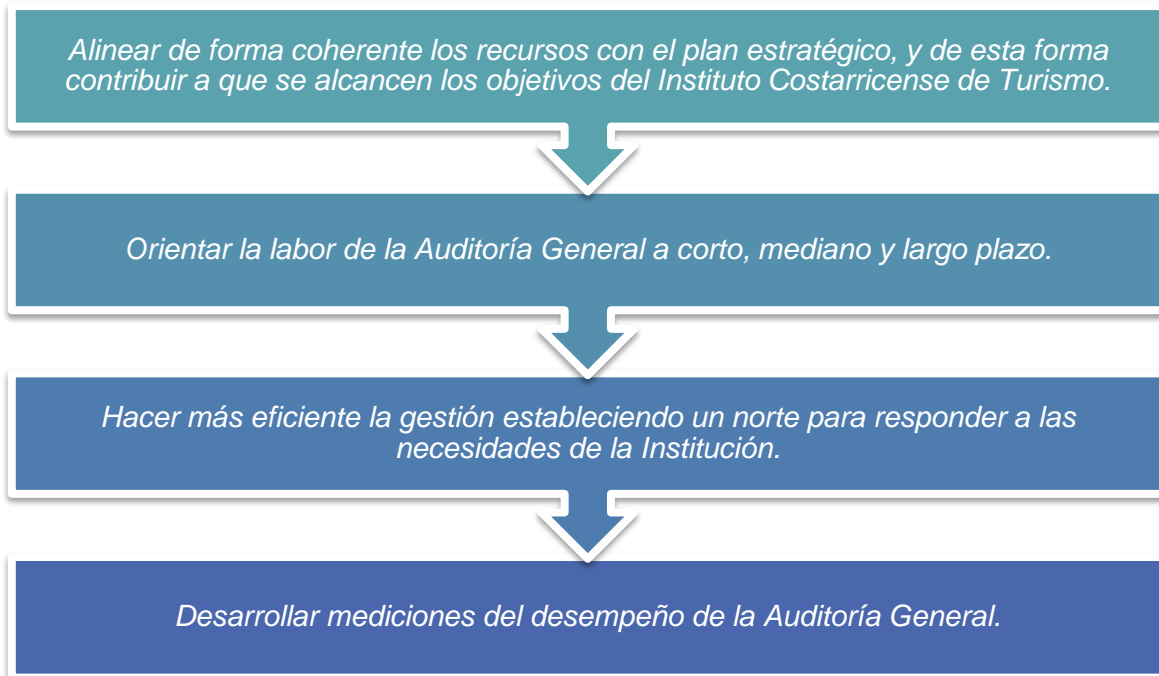 Alinear de forma coherente los recursos con el plan estratégico, y de esta forma
contribuir a que se alcancen los objetivos del Instituto Costarricense de Turismo.
Orientar la labor de la Auditoría General a corto, mediano y largo plazo.
Hacer más eficiente la gestión estableciendo un norte para responder a las
necesidades de la Institución.
Desarrollar mediciones del desempeño de la Auditoría General.